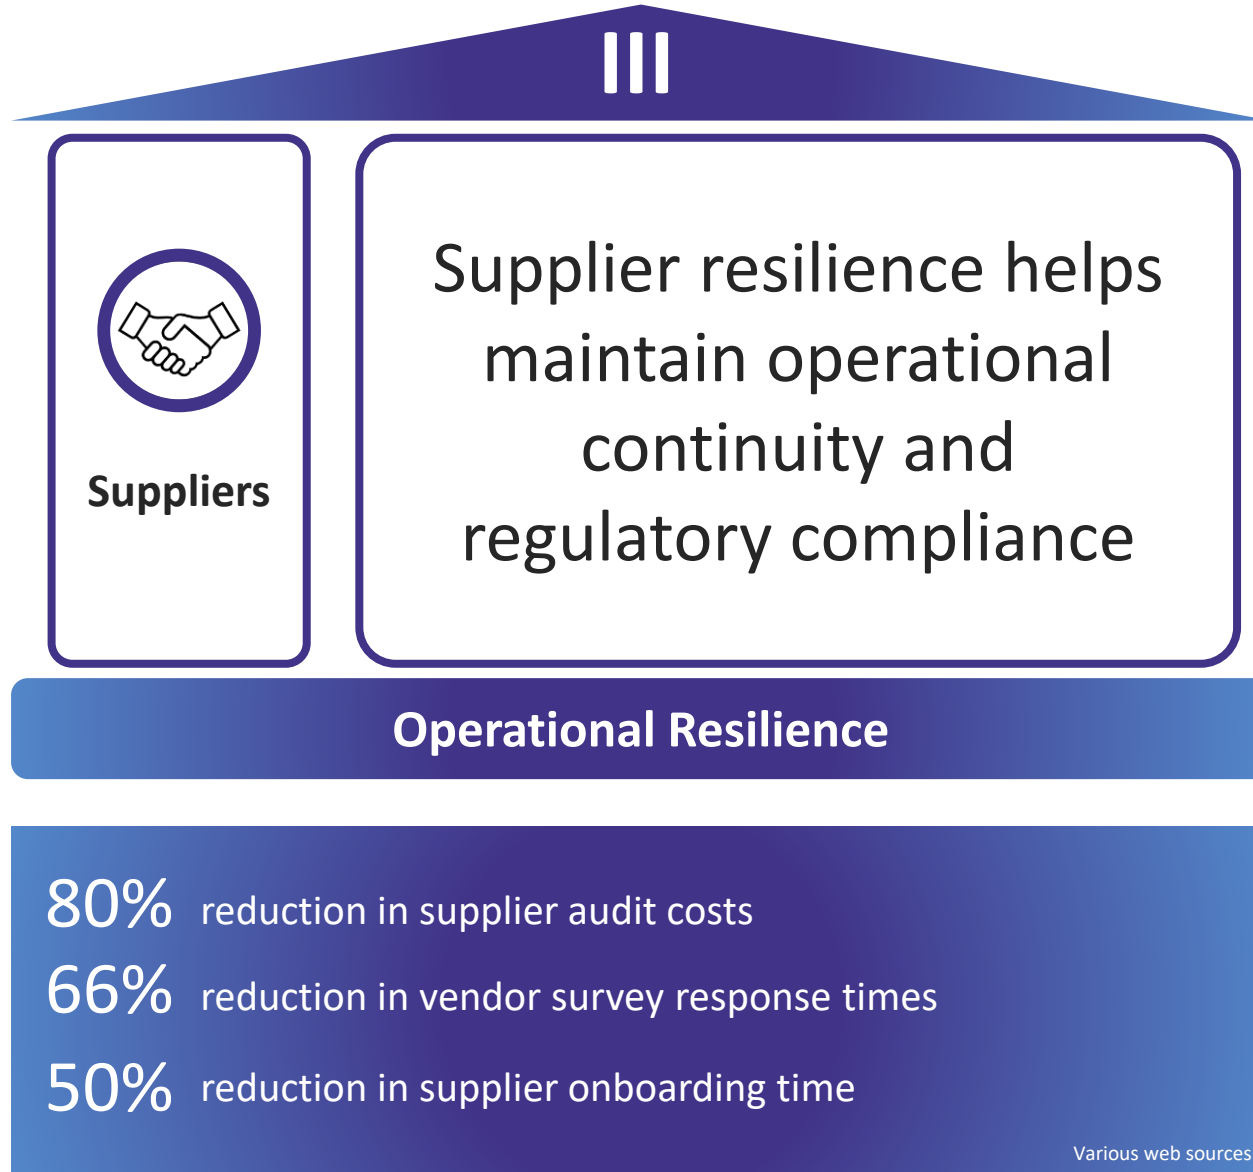 III
Suppliers
Supplier resilience helps
maintain operational
continuity and
regulatory compliance
Operational Resilience
80% reduction in supplier audit costs
66% reduction in vendor survey response times
50% reduction in supplier onboarding time
Various web sources